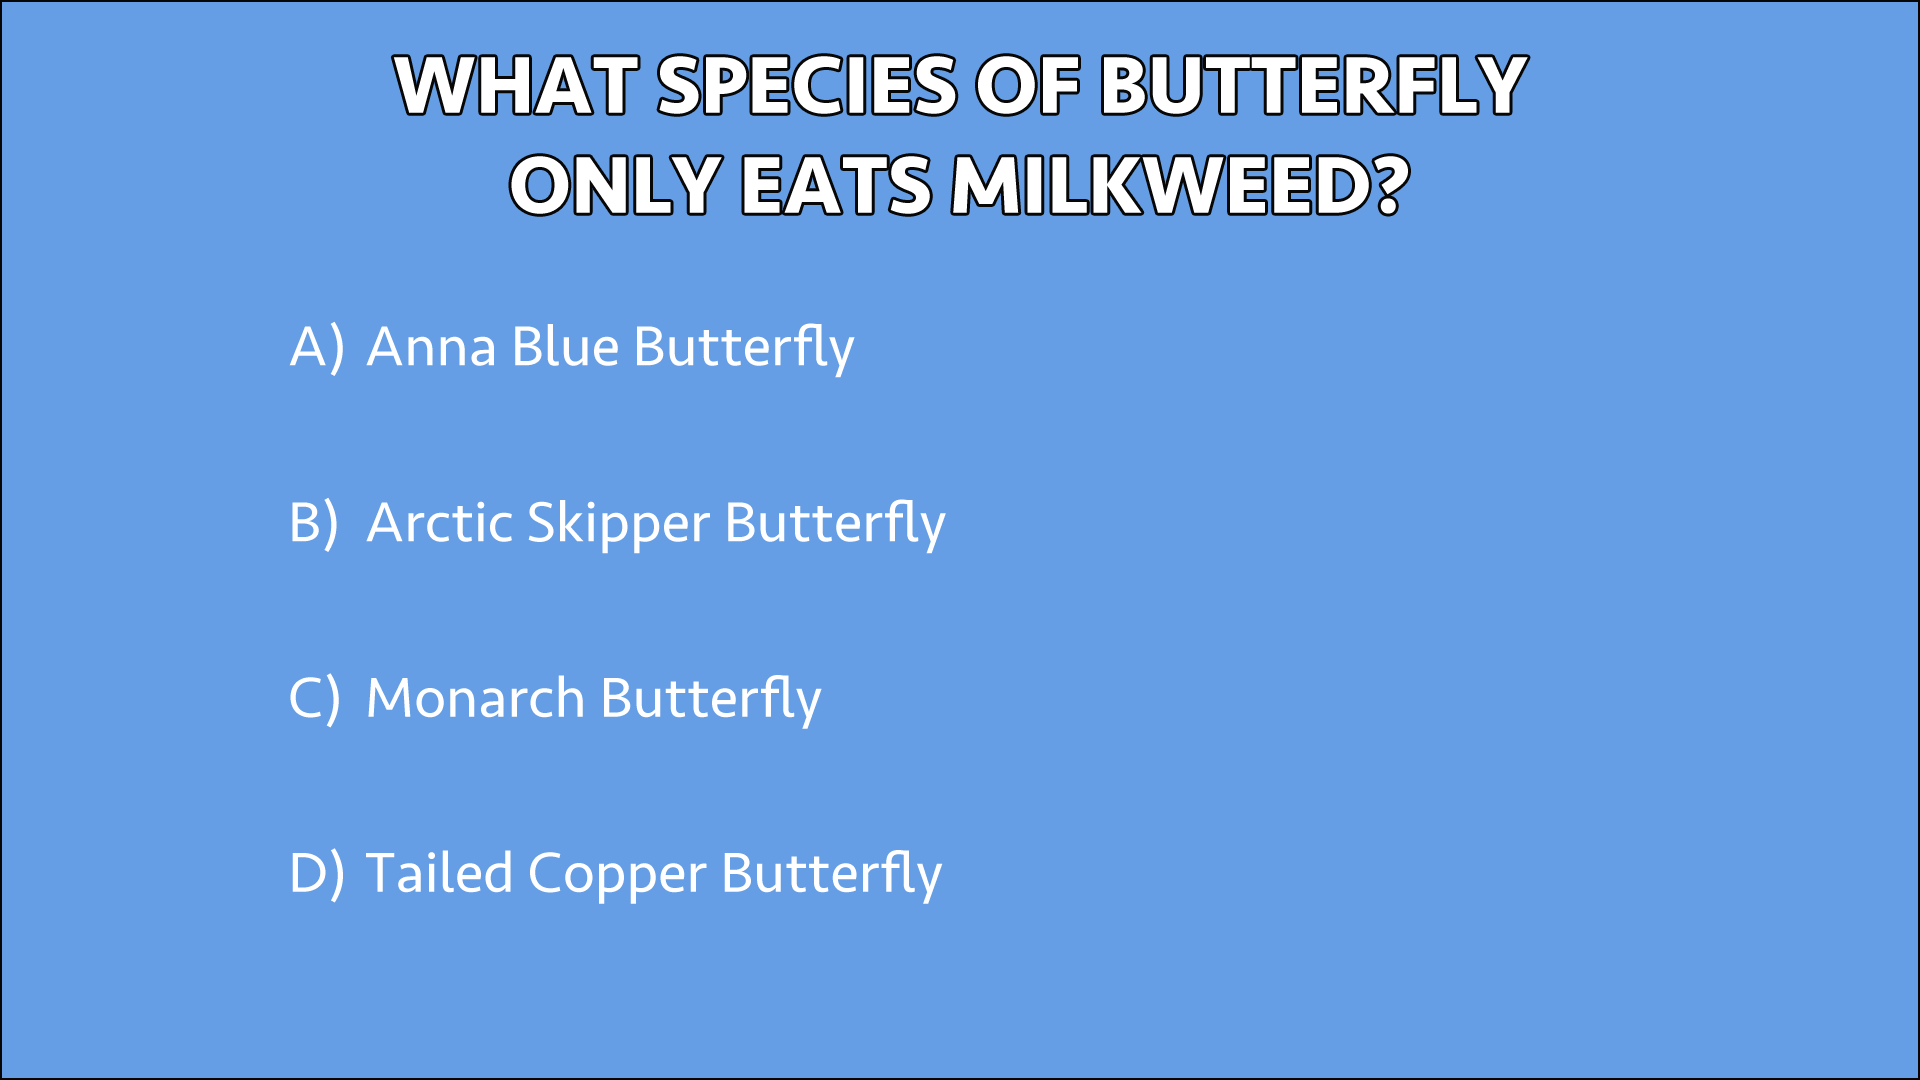 WHAT SPECIES OF BUTTERFLY
ONLY EATS MILKWEED?
A) Anna Blue Butterfly
B) Arctic Skipper Butterfly
C) Monarch Butterfly
D) Tailed Copper Butterfly